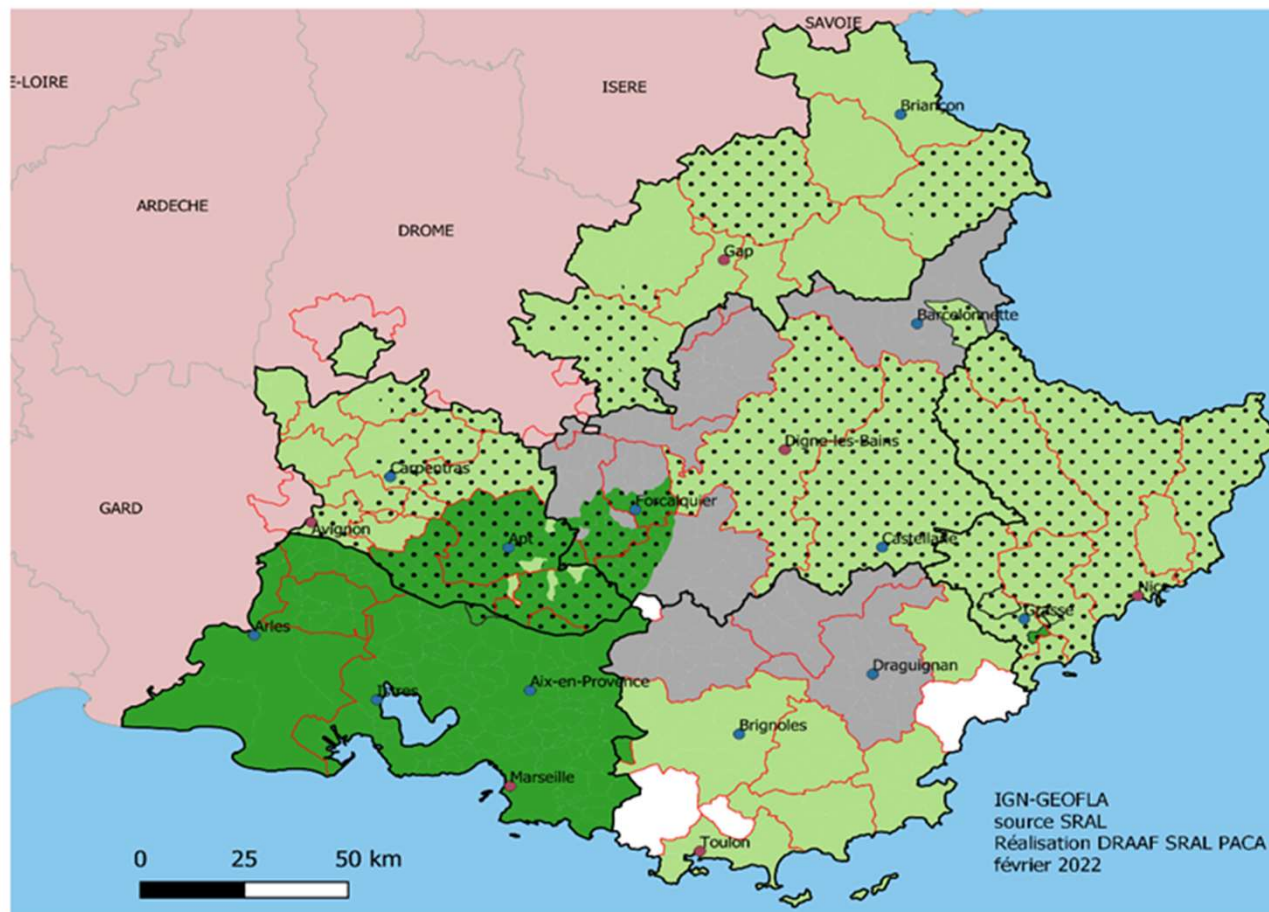 SAVOIE
E-LOIRE
ISERE
Briançon
ARDECHE
DROME
Gap
Barcelonnette
Digne-les-Bains
Carpentras
GARD
Forcalquier
Avignon
Apt
Castellane
Nice
Grasse
Arles
Draguignan
Aix-en-Provence
Istres
Brignoles
Marseille
Toulon
IGN-GEOFLA
source SRAL
Réalisation DRAAF SRAL PACA
février 2022
0 25 50 km